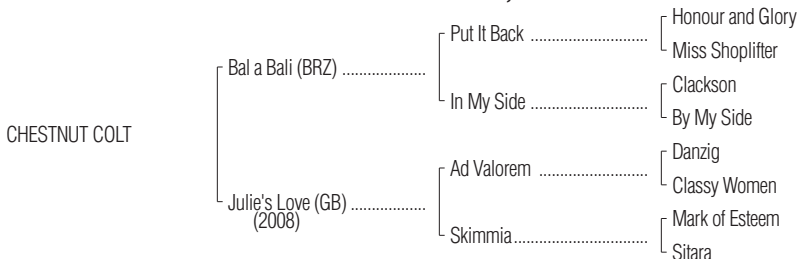 Honour and Glory
Put It Back ........................
Miss Shoplifter
Bal a Bali (BRZ) .....................
Clackson
In My Side ........................
By My Side
CHESTNUT COLT
Danzig
Ad Valorem ......................
Classy Women
Julie's Love (GB) ...................
(2008)
Mark of Esteem
Skimmia...........................
Sitara